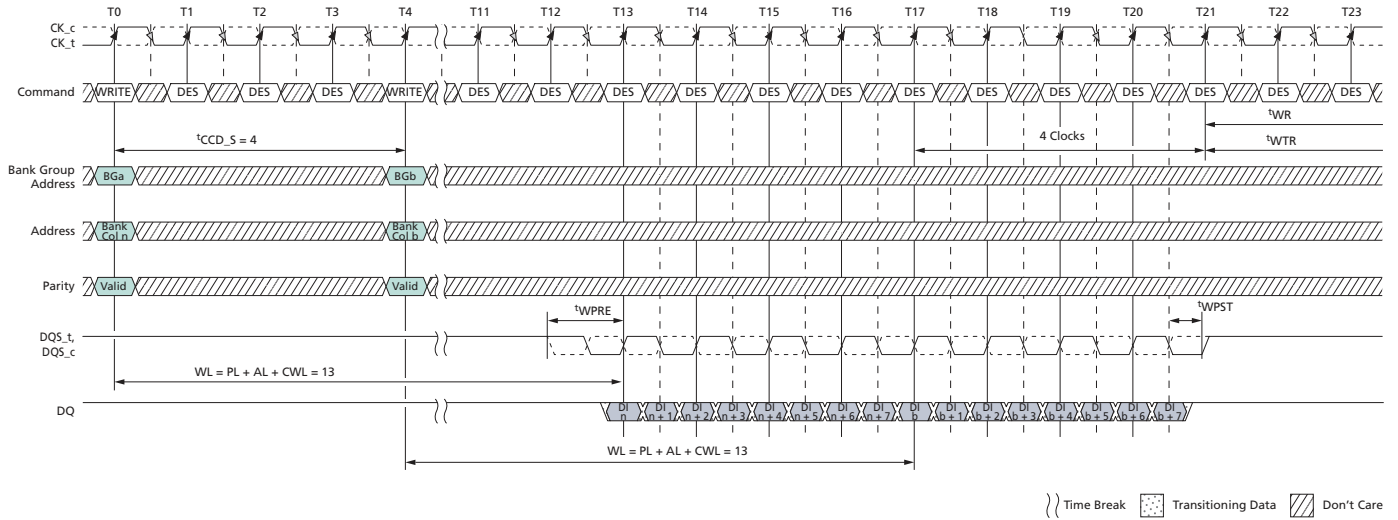 T0 T1 T2 T3 T4 T11 T12 T13 T14 T15 T16 T17 T18 T19 T20 T21 T22 T23
CK_c
CK_t
Command WRITE DES DES DES WRITE DES DES DES DES DES DES DES DES DES DES DES DES DES
tWR
tCCD_S = 4 4 Clocks tWTR
Bank Group
Address
BGa BGb
Address
Bank
Col n
Bank
Col b
Parity Valid Valid
tWPRE tWPST
DQS_t,
DQS_c
WL = PL + AL + CWL = 13
DQ
DI
n
DI
n + 1
DI
n + 2
DI
n + 3
DI
n + 4
DI
n + 5
DI
n + 6
DI
n + 7
DI
b
DI
b + 1
DI
b + 2
DI
b + 3
DI
b + 4
DI
b + 5
DI
b + 6
DI
b + 7
WL = PL + AL + CWL = 13
Time Break Transitioning Data Don't Care